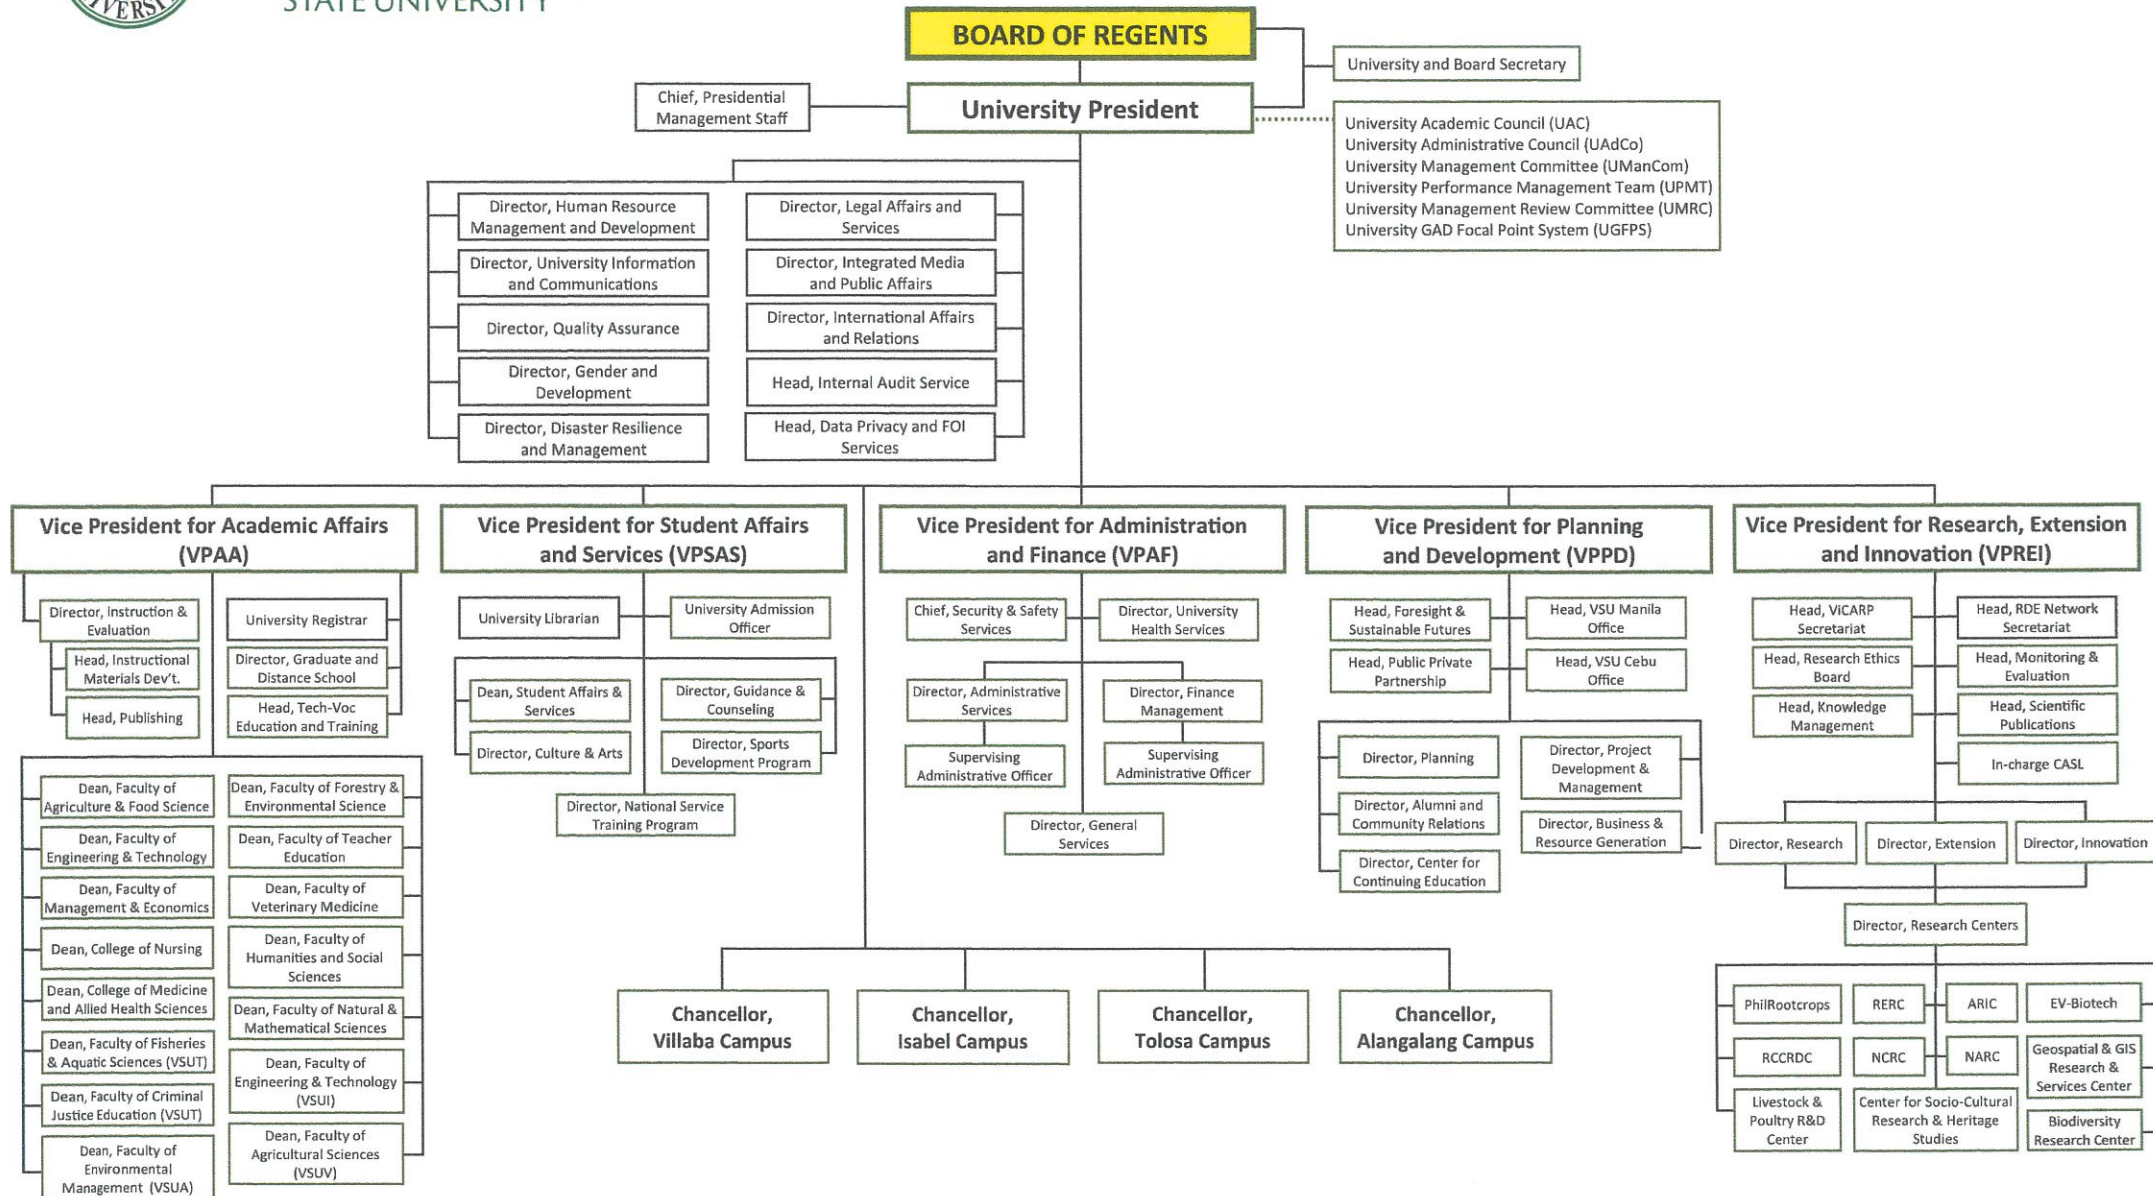 STATE UNIVERSITY
BOARD OF REGENTS
University and Board Secretary
Chief, Presidential
Management Staff
University President
University Academic Council (UAC)
University Administrative Council (UAdCo)
University Management Committee (UManCom)
University Performance Management Team (UPMT)
University Management Review Committee (UMRC)
University GAD Focal Point System (UGFPS)
Director, Human Resource
Management and Development
Director, Legal Affairs and
Services
Director, University Information
and Communications
Director, Integrated Media
and Public Affairs
Director, Quality Assurance
Director, International Affairs
and Relations
Director, Gender and
Development
Head, Internal Audit Service
Director, Disaster Resilience
and Management
Head, Data Privacy and FOI
Services
Vice President for Academic Affairs
(VPAA)
Director, Instruction &
Evaluation
Head, Instructional
Materials Dev't.
Head, Publishing
University Registrar
Director, Graduate and
Distance School
Head, Tech-Voc
Education and Training
Dean, Faculty of
Agriculture & Food Science
Dean, Faculty of
Engineering & Technology
Dean, Faculty of
Management & Economics
Dean, College of Nursing
Dean, College of Medicine
and Allied Health Sciences
Dean, Faculty of Fisheries
& Aquatic Sciences (VSUT)
Dean, Faculty of Criminal
Justice Education (VSUT)
Dean, Faculty of
Environmental
Management (VSUA)
Dean, Faculty of Forestry &
Environmental Science
Dean, Faculty of Teacher
Education
Dean, Faculty of
Veterinary Medicine
Dean, Faculty of
Humanities and Social
Sciences
Dean, Faculty of Natural &
Mathematical Sciences
Dean, Faculty of
Engineering & Technology
(VSUI)
Dean, Faculty of
Agricultural Sciences
(VSUV)
Vice President for Student Affairs
and Services (VPSAS)
University Librarian
University Admission
Officer
Dean, Student Affairs &
Services
Director, Guidance &
Counseling
Director, Culture & Arts
Director, Sports
Development Program
Director, National Service
Training Program
Vice President for Administration
and Finance (VPAF)
Chief, Security & Safety
Services
Director, University
Health Services
Director, Administrative
Services
Director, Finance
Management
Supervising
Administrative Officer
Supervising
Administrative Officer
Director, General
Services
Vice President for Planning
and Development (VPPD)
Head, Foresight &
Sustainable Futures
Head, VSU Manila
Office
Head, Public Private
Partnership
Head, VSU Cebu
Office
Director, Planning
Director, Project
Development &
Management
Director, Alumni and
Community Relations
Director, Business &
Resource Generation
Director, Center for
Continuing Education
Vice President for Research, Extension
and Innovation (VPREI)
Head, ViCARP
Secretariat
Head, RDE Network
Secretariat
Head, Research Ethics
Board
Head, Monitoring &
Evaluation
Head, Knowledge
Management
Head, Scientific
Publications
In-charge CASL
Director, Research
Director, Extension
Director, Innovation
Director, Research Centers
PhilRootcrops
RERC
ARIC
EV-Biotech
RCCRDC
NCRC
NARC
Geospatial & GIS
Research &
Services Center
Livestock &
Poultry R&D
Center
Center for Socio-Cultural
Research & Heritage
Studies
Biodiversity
Research Center
Chancellor,
Villaba Campus
Chancellor,
Isabel Campus
Chancellor,
Tolosa Campus
Chancellor,
Alangalang Campus